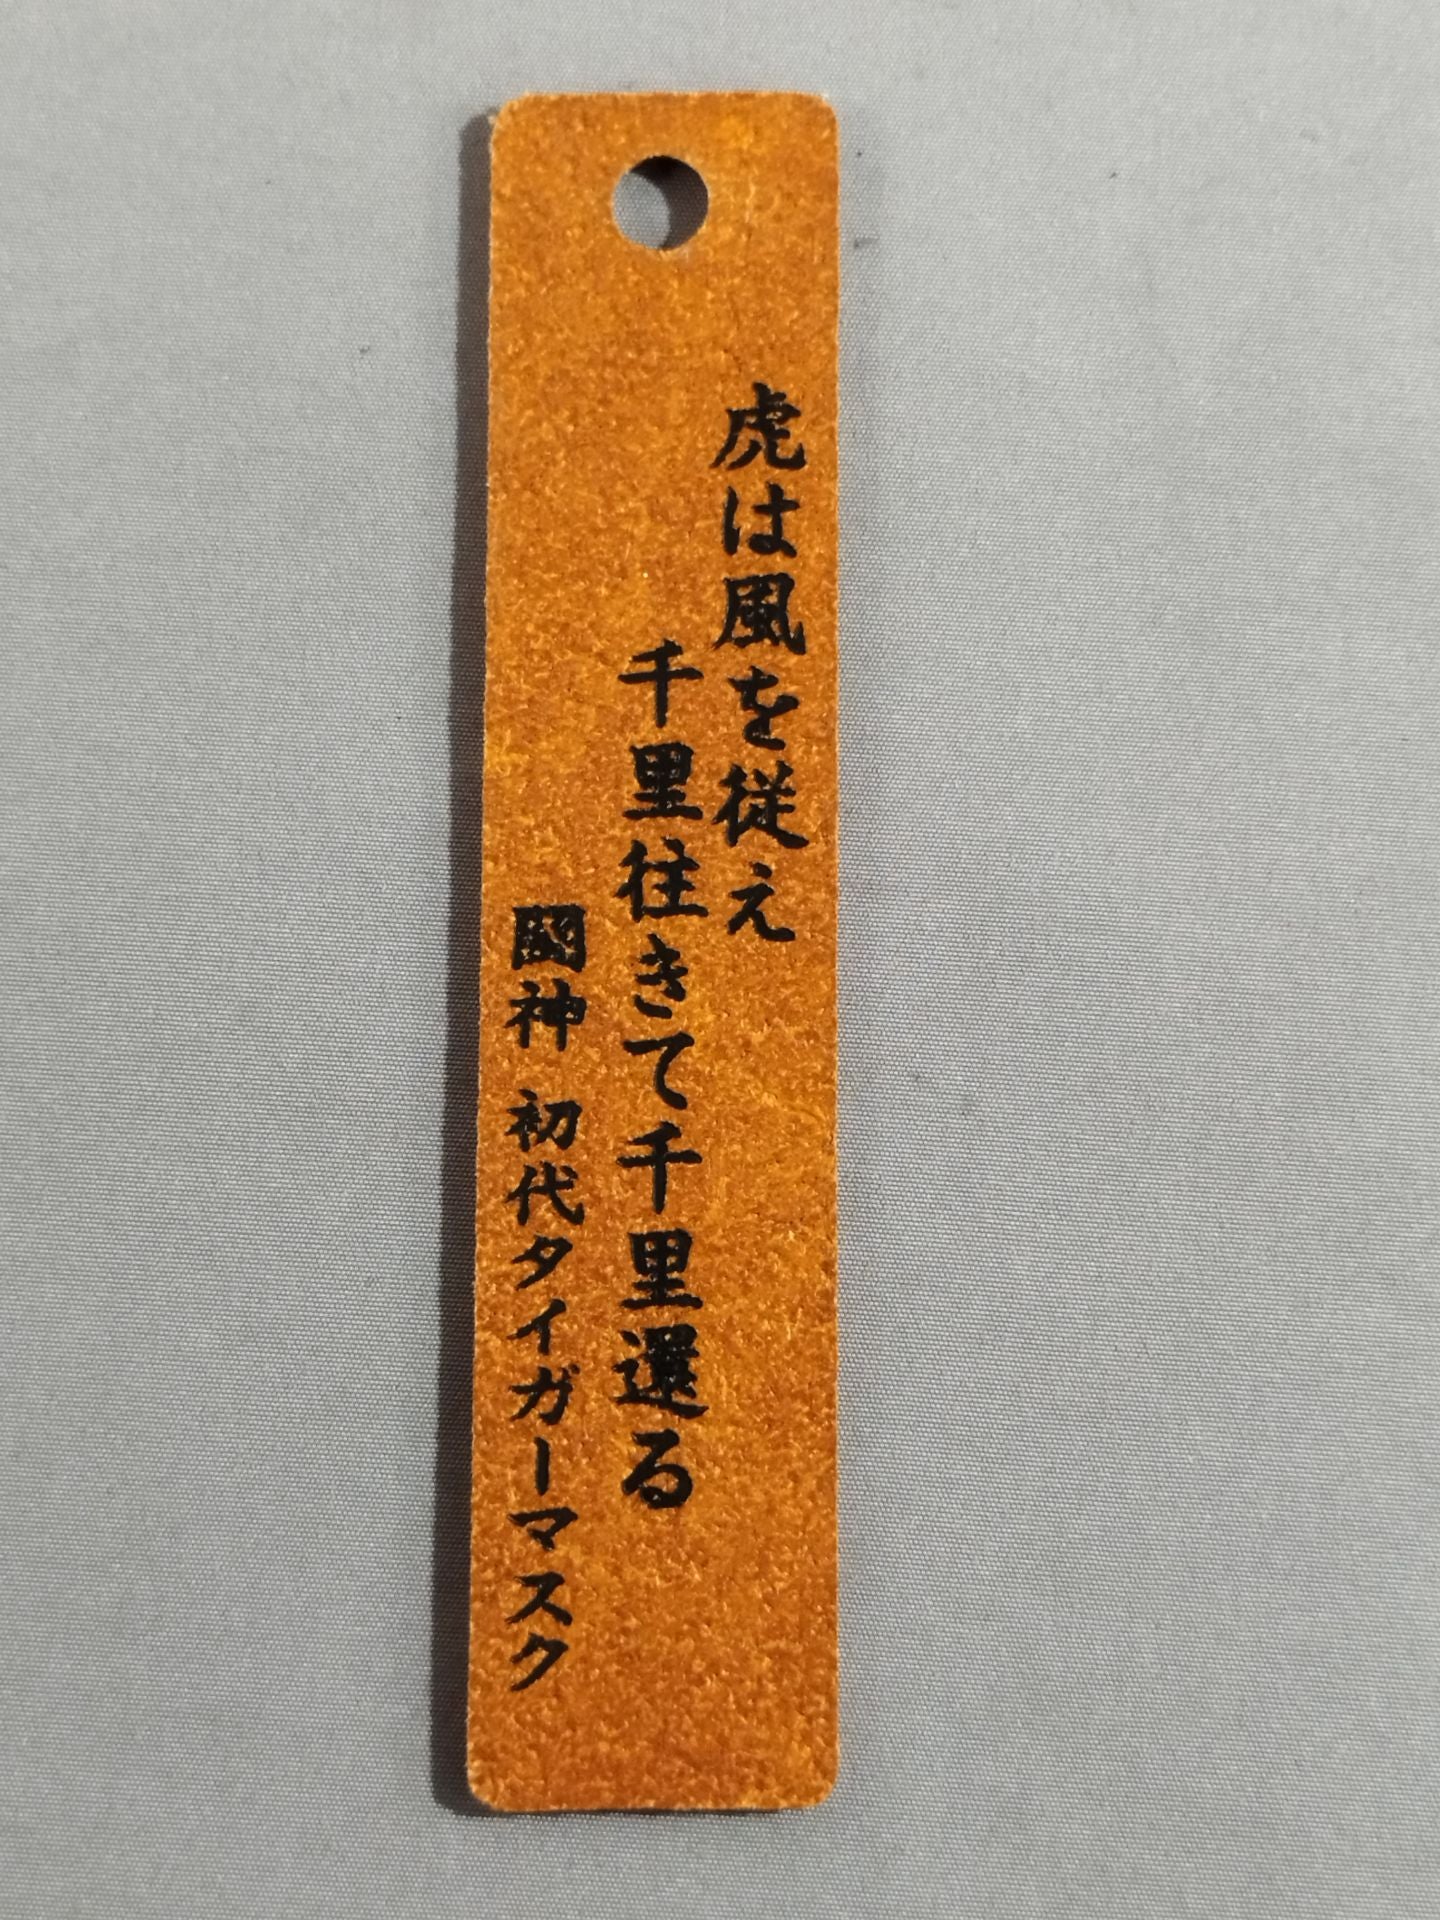 虎は風を従え
千里往きて千里還る
闘神 初代タイガーマスク